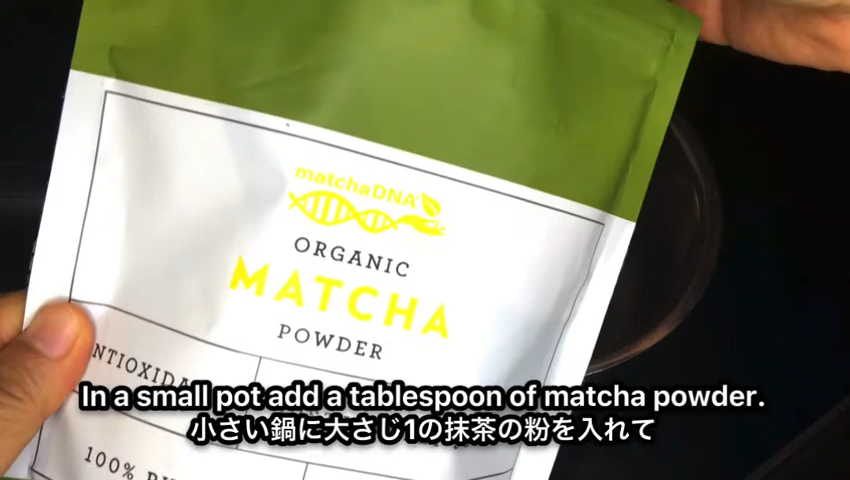 matchaDNA
ORGANIC
MATCHA
POWDER
In a small pot add a tablespoon of matcha powder.
小さい鍋に大さじ1の抹茶の粉を入れて
100%